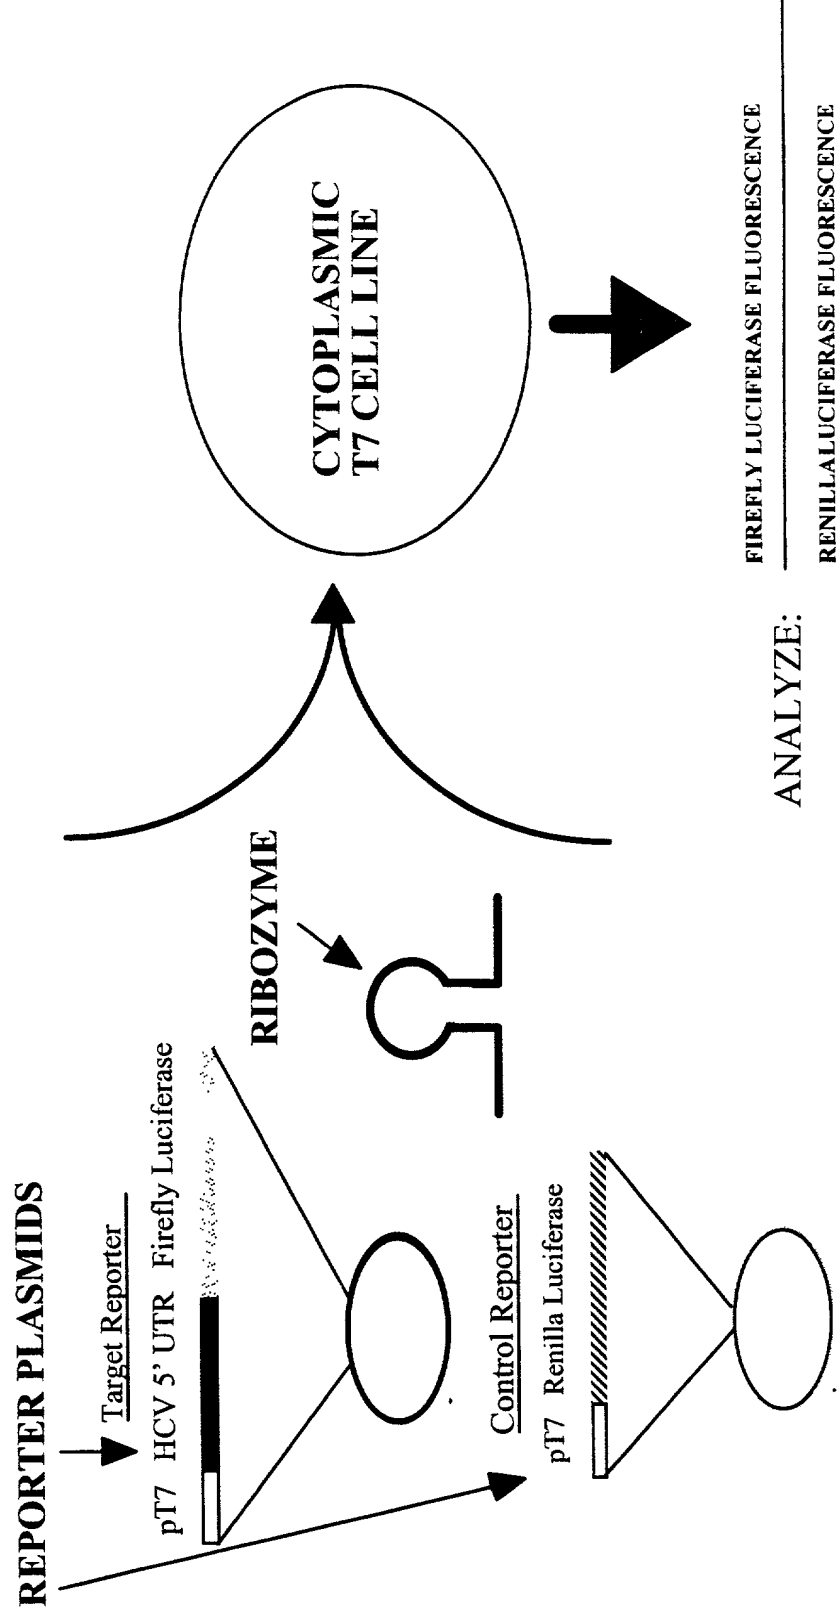 REPORTER PLASMIDS
Target Reporter
pT7 HCV 5' UTR Firefly Luciferase
RIBOZYME
Control Reporter
pT7 Renilla Luciferase
CYTOPLASMIC
T7 CELL LINE
ANALYZE:
FIREFLY LUCIFERASE FLUORESCENCE
RENILLALUCIFERASE FLUORESCENCE